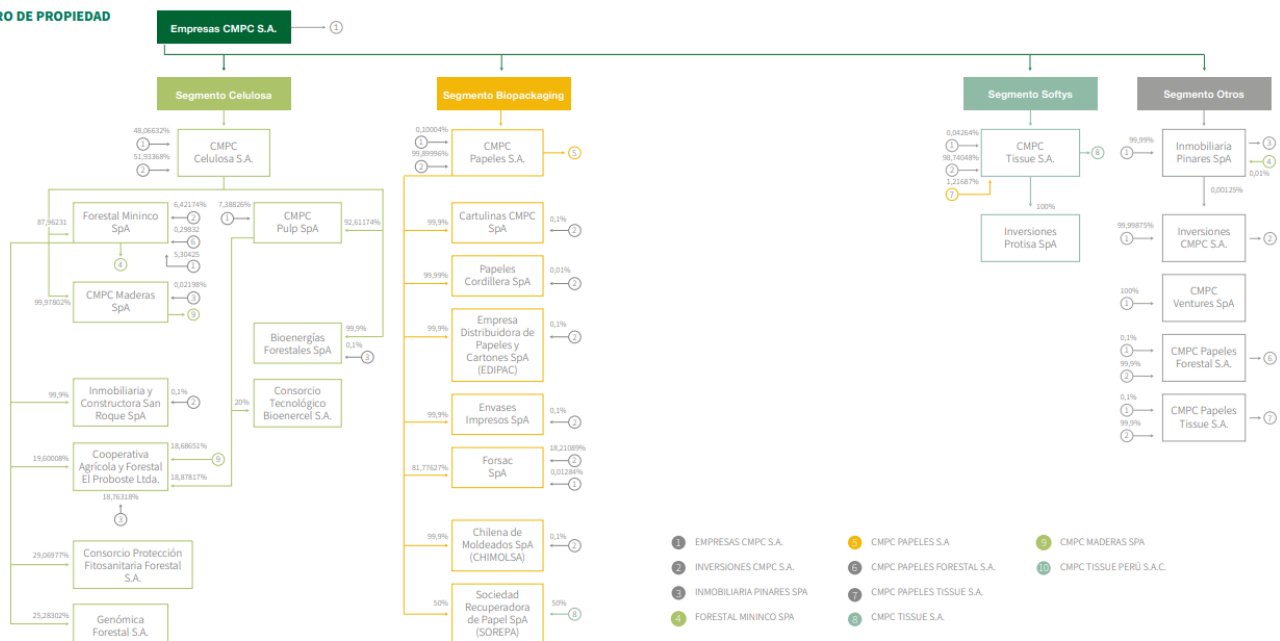 RO DE PROPIEDAD
Empresas CMPC S.A.
1
Segmento Celulosa
Segmento Biopackaging
Segmento Softys
Segmento Otros
48,06632%
1
51,93368%
2
CMPC
Celulosa S.A.
87,96231
Forestal Mininco
SpA
6,42174%
2
0,29832
6
5,30425
1
4
7,38826%
1
CMPC
Pulp SpA
92,61174%
99,97802%
CMPC Maderas
SpA
0,02198%
3
9
Bioenergías
Forestales SpA
99,9%
0,1%
3
99,9%
Inmobiliaria y
Constructora San
Roque SpA
0,1%
2
20%
Consorcio
Tecnológico
Bioenercel S.A.
19,60008%
Cooperativa
Agrícola y Forestal
El Proboste Ltda.
18,68651%
9
18,87817%
18,76318%
3
29,06977%
Consorcio Protección
Fitosanitaria Forestal
S.A.
25,28302%
Genómica
Forestal S.A.
0,10004%
1
99,89996%
2
CMPC
Papeles S.A.
5
99,9%
Cartulinas CMPC
SpA
0,1%
2
99,99%
Papeles
Cordillera SpA
0,01%
2
99,9%
Empresa
Distribuidora de
Papeles y
Cartones SpA
(EDIPAC)
0,1%
2
99,9%
Envases
Impresos SpA
0,1%
2
81,77627%
Forsac
SpA
18,21089%
2
0,01284%
1
99,9%
Chilena de
Moldeados SpA
(CHIMOLSA)
0,1%
2
50%
Sociedad
Recuperadora
de Papel SpA
(SOREPA)
50%
8
0,04264%
1
98,74048%
2
1,21687%
7
CMPC
Tissue S.A.
8
100%
Inversiones
Protisa SpA
99,99%
1
Inmobiliaria
Pinares SpA
3
4
0,01%
0,00125%
99,99875%
1
Inversiones
CMPC S.A.
2
100%
1
CMPC
Ventures SpA
0,1%
1
99,9%
2
CMPC Papeles
Forestal S.A.
6
0,1%
1
99,9%
2
CMPC Papeles
Tissue S.A.
7
1 EMPRESAS CMPC S.A.
2 INVERSIONES CMPC S.A.
3 INMOBILIARIA PINARES SPA
4 FORESTAL MININCO SPA
5 CMPC PAPELES S.A
6 CMPC PAPELES FORESTAL S.A.
7 CMPC PAPELES TISSUE S.A.
8 CMPC TISSUE S.A.
9 CMPC MADERAS SPA
10 CMPC TISSUE PERÚ S.A.C.